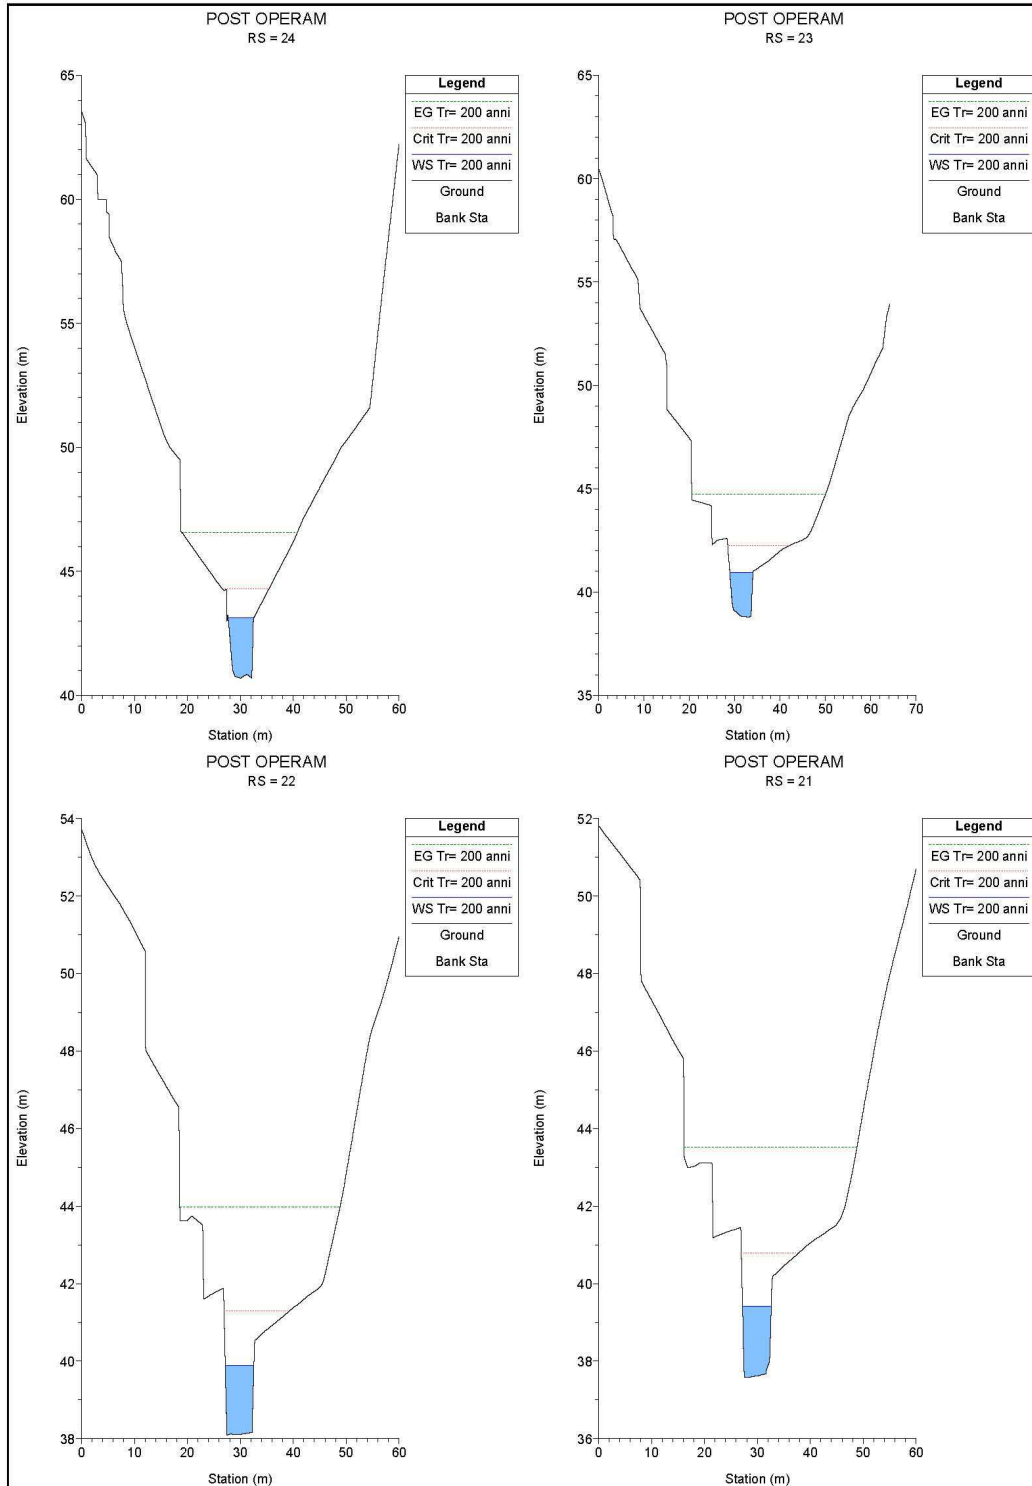 POST OPERAM
RS = 24
65
60
55
50
45
40
Elevation (m)
0 10 20 30 40 50 60
Station (m)
Legend
EG Tr= 200 anni
Crit Tr= 200 anni
WS Tr= 200 anni
Ground
Bank Sta
POST OPERAM
RS = 23
65
60
55
50
45
40
35
Elevation (m)
0 10 20 30 40 50 60 70
Station (m)
Legend
EG Tr= 200 anni
Crit Tr= 200 anni
WS Tr= 200 anni
Ground
Bank Sta
POST OPERAM
RS = 22
54
52
50
48
46
44
42
40
38
Elevation (m)
0 10 20 30 40 50 60
Station (m)
Legend
EG Tr= 200 anni
Crit Tr= 200 anni
WS Tr= 200 anni
Ground
Bank Sta
POST OPERAM
RS = 21
52
50
48
46
44
42
40
38
36
Elevation (m)
0 10 20 30 40 50 60
Station (m)
Legend
EG Tr= 200 anni
Crit Tr= 200 anni
WS Tr= 200 anni
Ground
Bank Sta